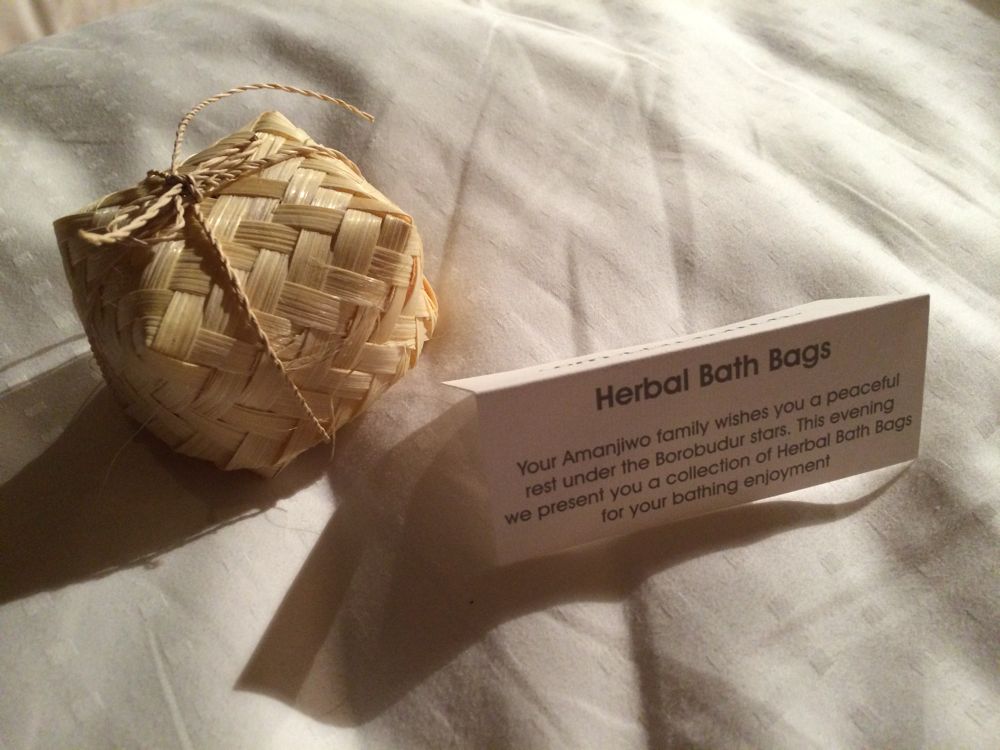 Herbal Bath Bags
Your Amanjiwo family wishes you a peaceful
rest under the Borobudur stars. This evening
we present you a collection of Herbal Bath Bags
for your bathing enjoyment